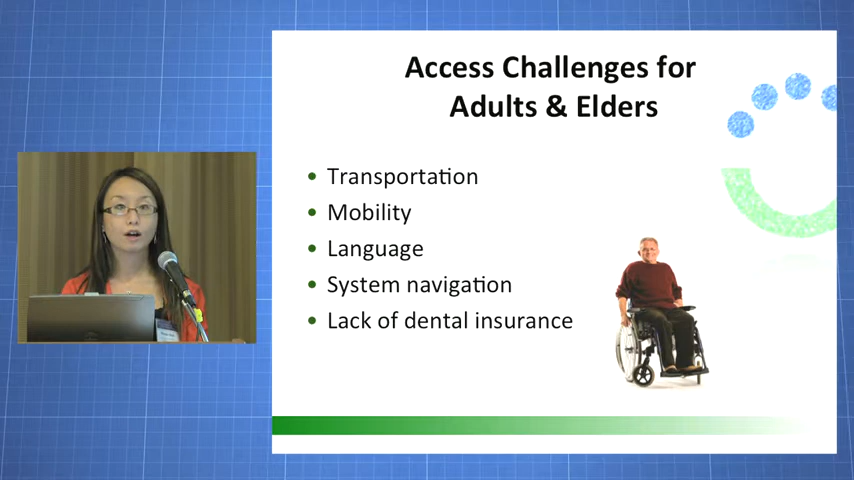 Access Challenges for
Adults & Elders
• Transportation
• Mobility
• Language
• System navigation
• Lack of dental insurance